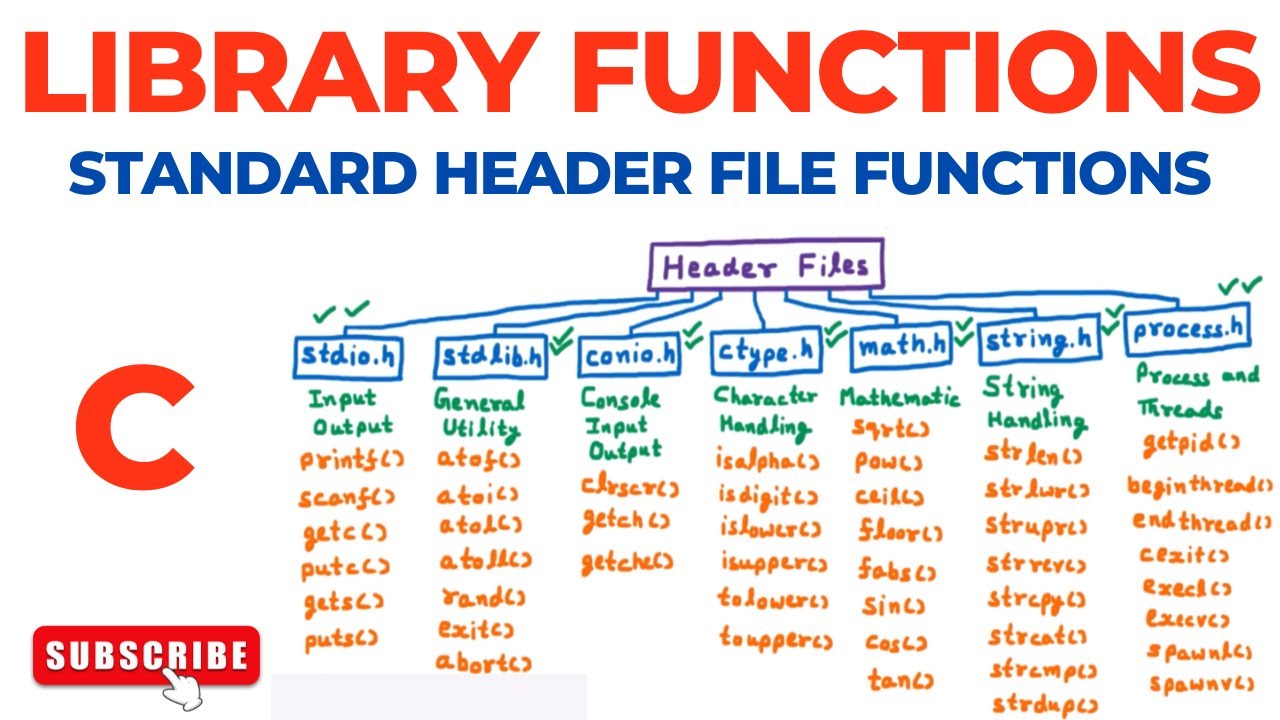 LIBRARY FUNCTIONS
STANDARD HEADER FILE FUNCTIONS
C
SUBSCRIBE
Header Files
stdio.h
Input
Output
printf()
scanf()
getc()
putc()
gets()
puts()
stdlib.h
General
Utility
atof()
atoi()
atol()
atoll()
rand()
exit()
abort()
conio.h
Console
Input
Output
clrscr()
getch()
getche()
ctype.h
Character
Handling
isalpha()
isdigit()
islower()
isupper()
tolower()
toupper()
math.h
Mathematic
sqrt()
pow()
ceil()
floor()
fabs()
sin()
cos()
tan()
string.h
String
Handling
strlen()
strlwr()
strupr()
strrev()
strcpy()
strcat()
strcmp()
strdup()
process.h
Process and
Threads
getpid()
beginthread()
endthread()
cexit()
execl()
execv()
spawnl()
spawnv()